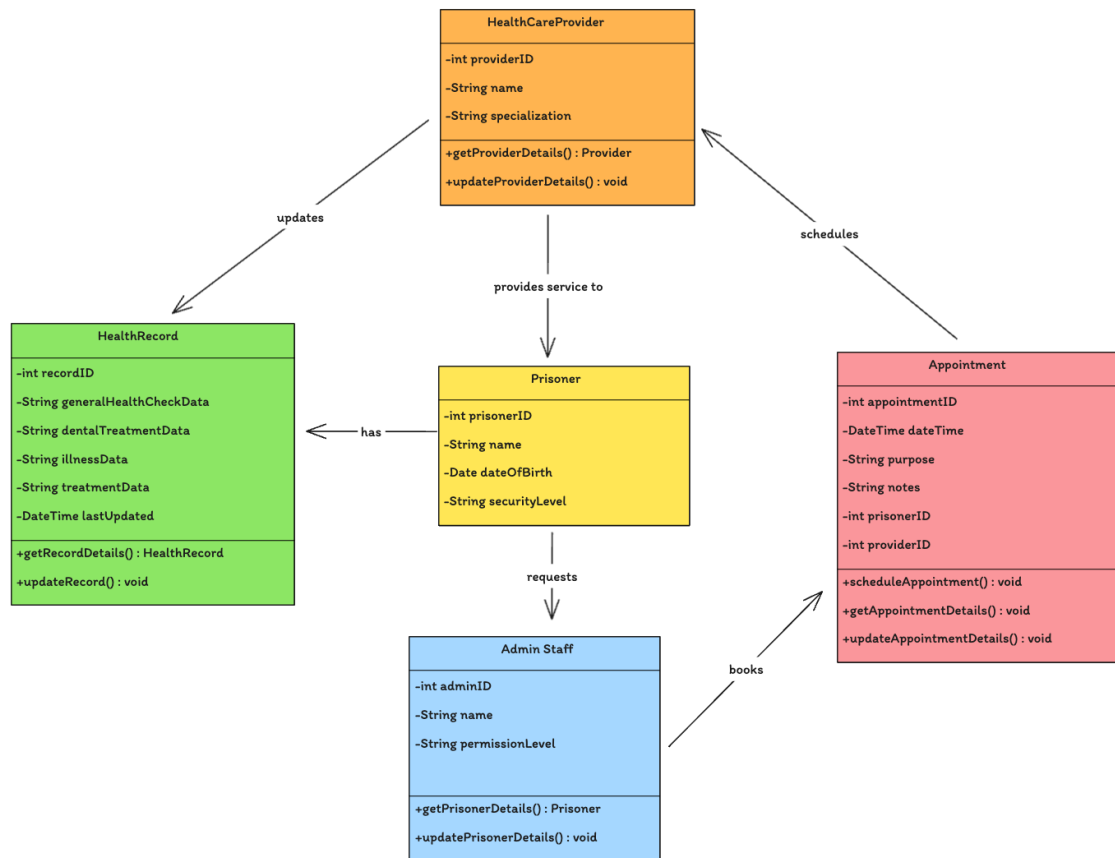 HealthCareProvider
-int providerID
-String name
-String specialization
+getProviderDetails() : Provider
+updateProviderDetails() : void
updates
schedules
provides service to
HealthRecord
-int recordID
-String generalHealthCheckData
-String dentalTreatmentData
-String illnessData
-String treatmentData
-DateTime lastUpdated
+getRecordDetails() : HealthRecord
+updateRecord() : void
has
Prisoner
-int prisonerID
-String name
-Date dateOfBirth
-String securityLevel
Appointment
-int appointmentID
-DateTime dateTime
-String purpose
-String notes
-int prisonerID
-int providerID
+scheduleAppointment() : void
+getAppointmentDetails() : void
+updateAppointmentDetails() : void
requests
books
Admin Staff
-int adminID
-String name
-String permissionLevel
+getPrisonerDetails() : Prisoner
+updatePrisonerDetails() : void